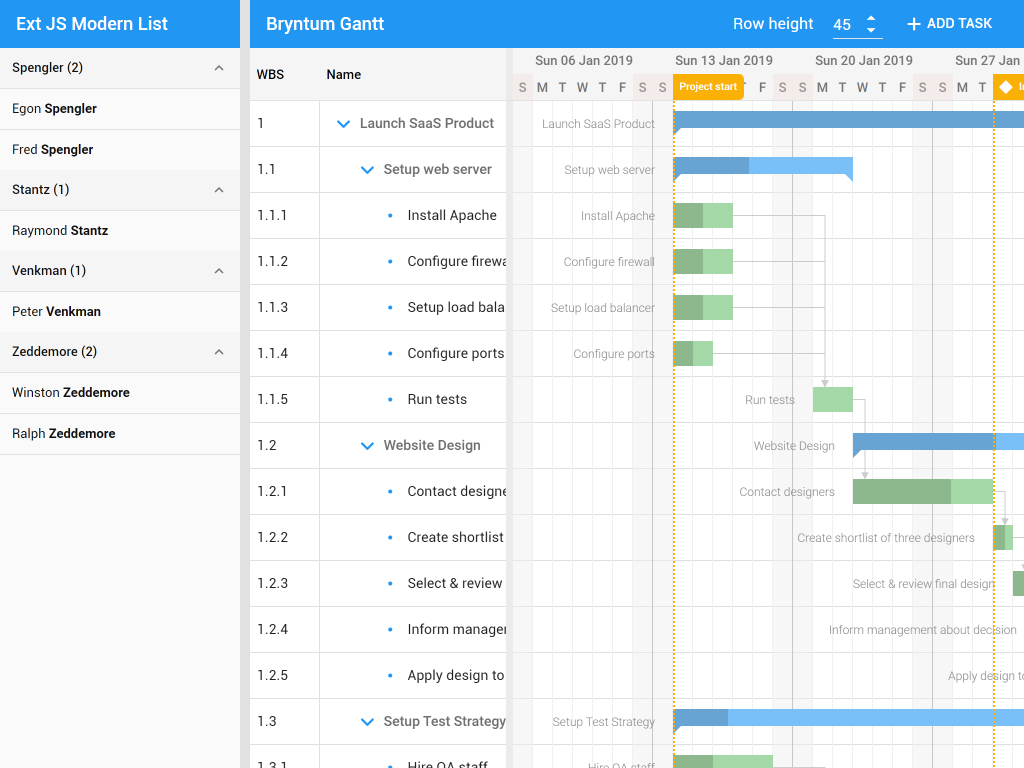 Ext JS Modern List
Spengler (2)
Egon Spengler
Fred Spengler
Stantz (1)
Raymond Stantz
Venkman (1)
Peter Venkman
Zeddemore (2)
Winston Zeddemore
Ralph Zeddemore
Bryntum Gantt
Row height 45 ADD TASK
WBS Name
Sun 06 Jan 2019 Sun 13 Jan 2019 Sun 20 Jan 2019 Sun 27 Jan
S M T W T F S S Project start F S S M T W T F S S M T
1 Launch SaaS Product Launch SaaS Product
1.1 Setup web server Setup web server
1.1.1 Install Apache Install Apache
1.1.2 Configure firewa Configure firewall
1.1.3 Setup load bala Setup load balancer
1.1.4 Configure ports Configure ports
1.1.5 Run tests Run tests
1.2 Website Design Website Design
1.2.1 Contact designe Contact designers
1.2.2 Create shortlist Create shortlist of three designers
1.2.3 Select & review Select & review final design
1.2.4 Inform manager Inform management about decision
1.2.5 Apply design to Apply design to
1.3 Setup Test Strategy Setup Test Strategy
1.3.1 Hire QA staff Hire QA staff